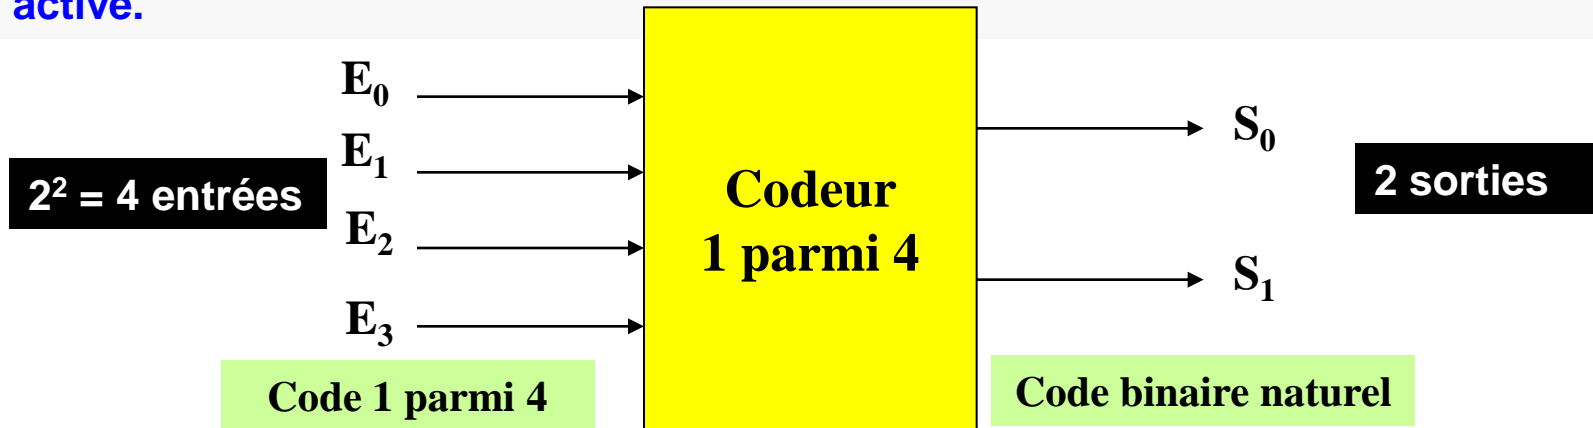 active.
E₀
E₁
2² = 4 entrées
E₂
E₃
Code 1 parmi 4
Codeur
1 parmi 4
S₀
2 sorties
S₁
Code binaire naturel